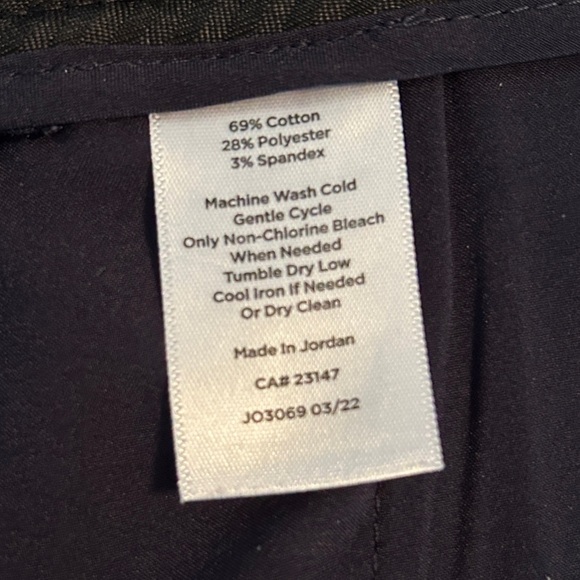 69% Cotton
28% Polyester
3% Spandex
Machine Wash Cold
Gentle Cycle
Only Non-Chlorine Bleach
When Needed
Tumble Dry Low
Cool Iron If Needed
Or Dry Clean
Made In Jordan
CA# 23147
JO3069 03/22